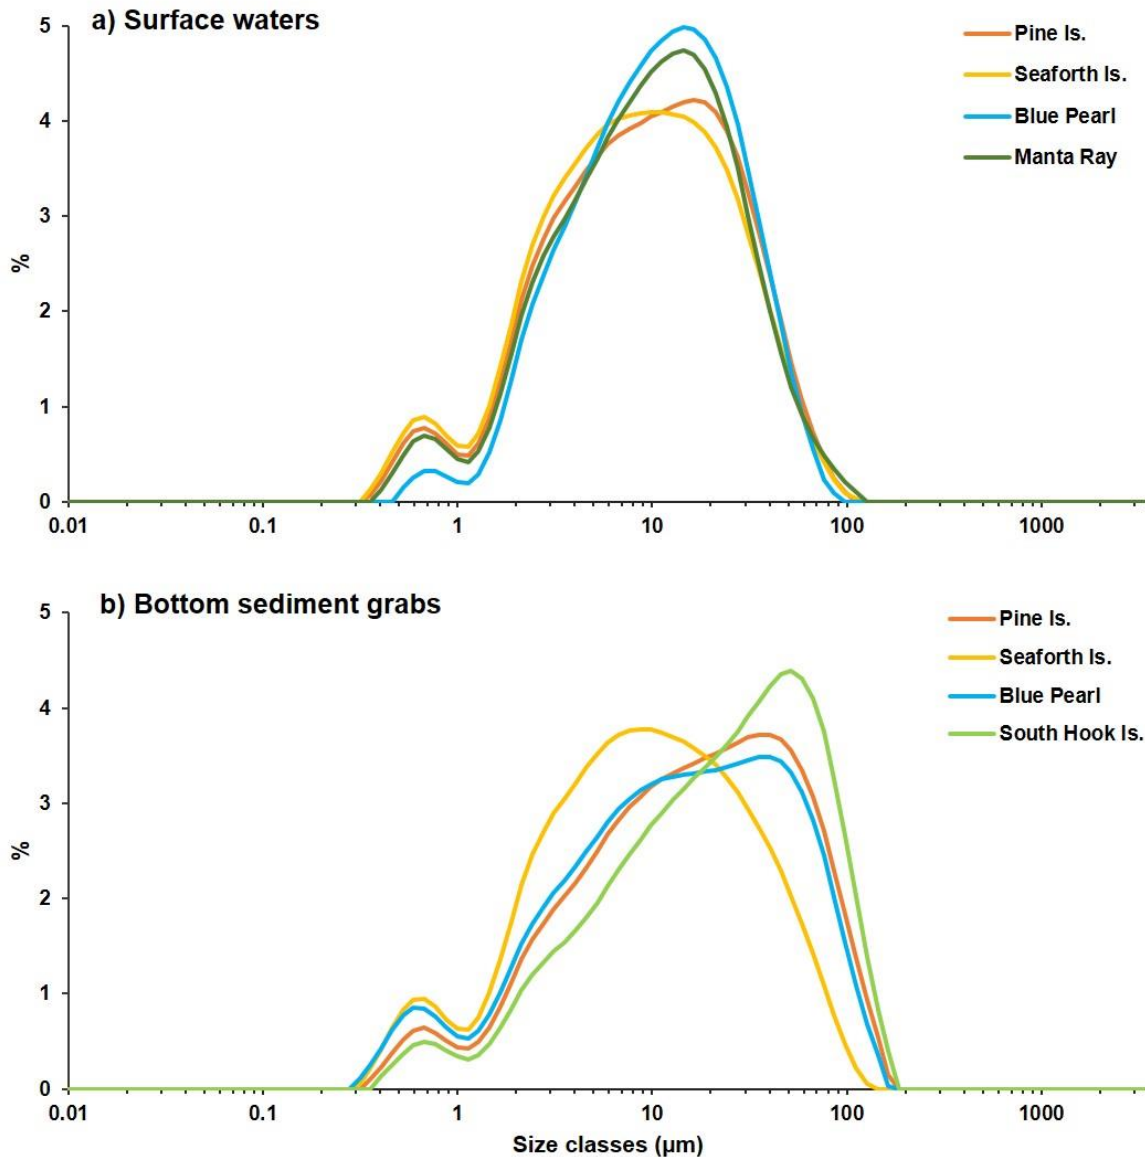 a) Surface waters
Pine Is.
Seaforth Is.
Blue Pearl
Manta Ray
5
4
3
2
1
0
%
0.01 0.1 1 10 100 1000
b) Bottom sediment grabs
Pine Is.
Seaforth Is.
Blue Pearl
South Hook Is.
5
4
3
2
1
0
%
0.01 0.1 1 10 100 1000
Size classes (µm)